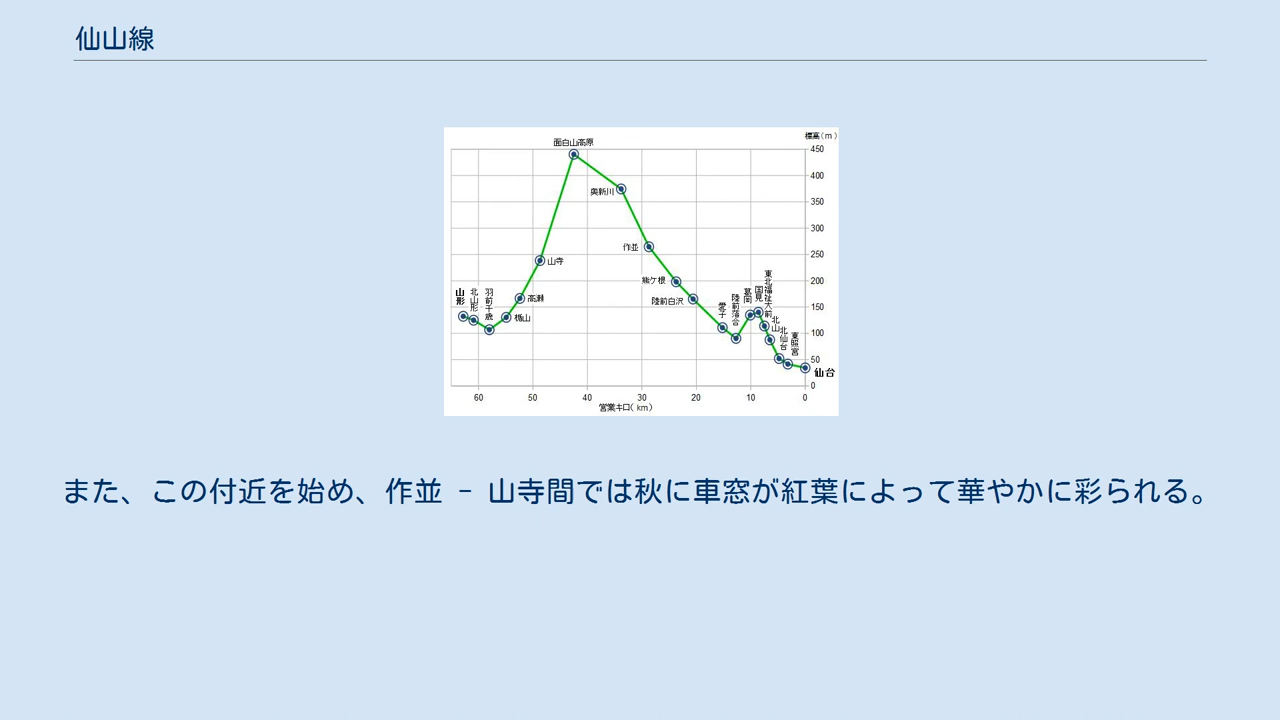 仙山線
標高(m)
面白山高原
450
400
奥新川
350
300
作並
250
山寺
熊ケ根
200
陸前白沢
高瀬
150
山形
北山形
羽前千歳
楯山
愛子
陸前落合
葛岡
国見
東北福祉大前
北山
北仙台
東照宮
100
50
仙台
0
60
50
40
30
20
10
0
営業キロ(km)
また、この付近を始め、作並 - 山寺間では秋に車窓が紅葉によって華やかに彩られる。